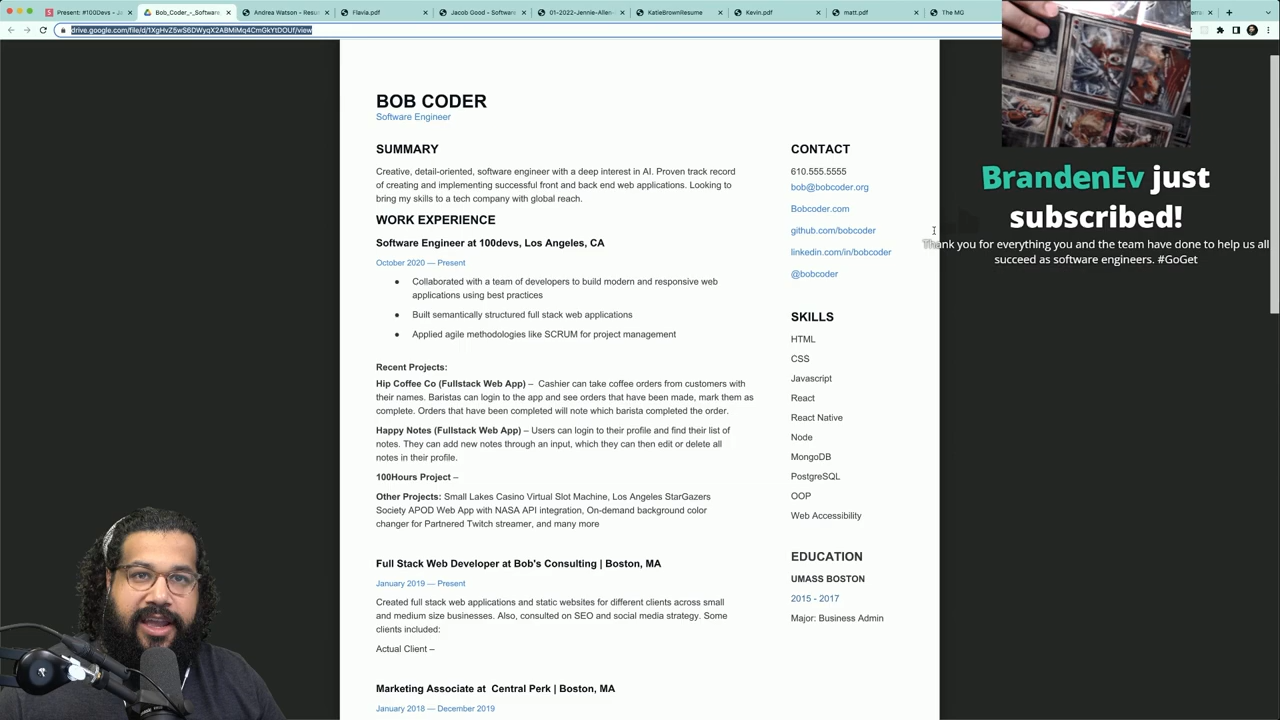 Present: #100Devs - J
Bob_Coder_-_Software
Andrea Watson - Resu
Flavia.pdf
Jacob Good - Software
01-2022-Jennie-Allen-
KatieBrownResume
Kevin.pdf
matt.pdf
The MG
drive.google.com/file/d/1XgHvZ5wS6DWyqX2ABMiMq4CmGkYtDOUf/view
BOB CODER
Software Engineer
SUMMARY
Creative, detail-oriented, software engineer with a deep interest in AI. Proven track record
of creating and implementing successful front and back end web applications. Looking to
bring my skills to a tech company with global reach.
WORK EXPERIENCE
Software Engineer at 100devs, Los Angeles, CA
October 2020 — Present
● Collaborated with a team of developers to build modern and responsive web
applications using best practices
● Built semantically structured full stack web applications
● Applied agile methodologies like SCRUM for project management
Recent Projects:
Hip Coffee Co (Fullstack Web App) – Cashier can take coffee orders from customers with
their names. Baristas can login to the app and see orders that have been made, mark them as
complete. Orders that have been completed will note which barista completed the order.
Happy Notes (Fullstack Web App) – Users can login to their profile and find their list of
notes. They can add new notes through an input, which they can then edit or delete all
notes in their profile.
100Hours Project –
Other Projects: Small Lakes Casino Virtual Slot Machine, Los Angeles StarGazers
Society APOD Web App with NASA API integration, On-demand background color
changer for Partnered Twitch streamer, and many more
Full Stack Web Developer at Bob's Consulting | Boston, MA
January 2019 — Present
Created full stack web applications and static websites for different clients across small
and medium size businesses. Also, consulted on SEO and social media strategy. Some
clients included:
Actual Client –
Marketing Associate at Central Perk | Boston, MA
January 2018 — December 2019
CONTACT
610.555.5555
bob@bobcoder.org
Bobcoder.com
github.com/bobcoder
linkedin.com/in/bobcoder
@bobcoder
SKILLS
HTML
CSS
Javascript
React
React Native
Node
MongoDB
PostgreSQL
OOP
Web Accessibility
EDUCATION
UMASS BOSTON
2015 - 2017
Major: Business Admin
BrandenEv just
subscribed!
Thank you for everything you and the team have done to help us all
succeed as software engineers. #GoGet